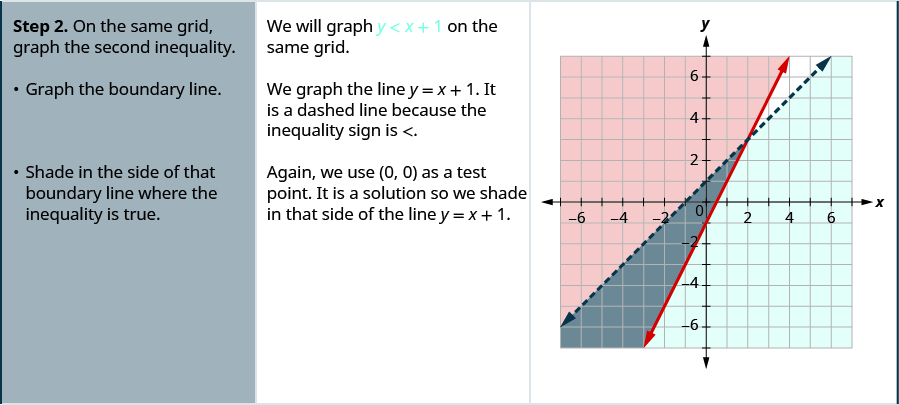 Step 2. On the same grid,
graph the second inequality.
• Graph the boundary line.
• Shade in the side of that
boundary line where the
inequality is true.
We will graph y < x + 1 on the
same grid.
We graph the line y = x + 1. It
is a dashed line because the
inequality sign is <.
Again, we use (0, 0) as a test
point. It is a solution so we shade
in that side of the line y = x + 1.
y
6
4
2
0
−6 −4 −2 2 4 6 x
−2
−4
−6